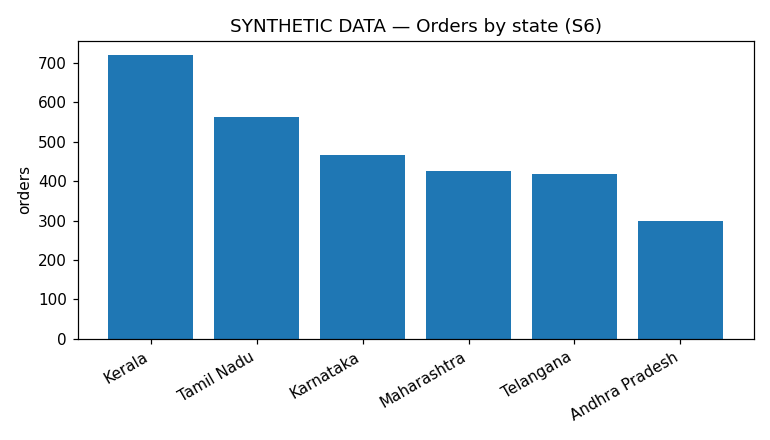 SYNTHETIC DATA — Orders by state (S6)
700
600
500
400
300
200
100
0
orders
Kerala
Tamil Nadu
Karnataka
Maharashtra
Telangana
Andhra Pradesh